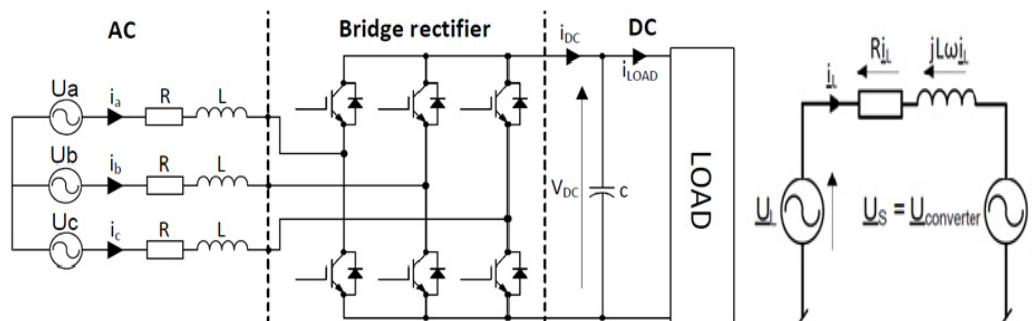 AC
Bridge rectifier
DC
iDC
iLOAD
Ua
ia
R
L
Ub
ib
R
L
Uc
ic
R
L
VDC
c
LOAD
RiL
jLωiL
iL
UL
US = Uconverter